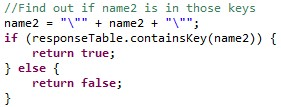 //Find out if name2 is in those keys
name2 = "\"" + name2 + "\"";
if (responseTable.containsKey(name2)) {
    return true;
} else {
    return false;
}